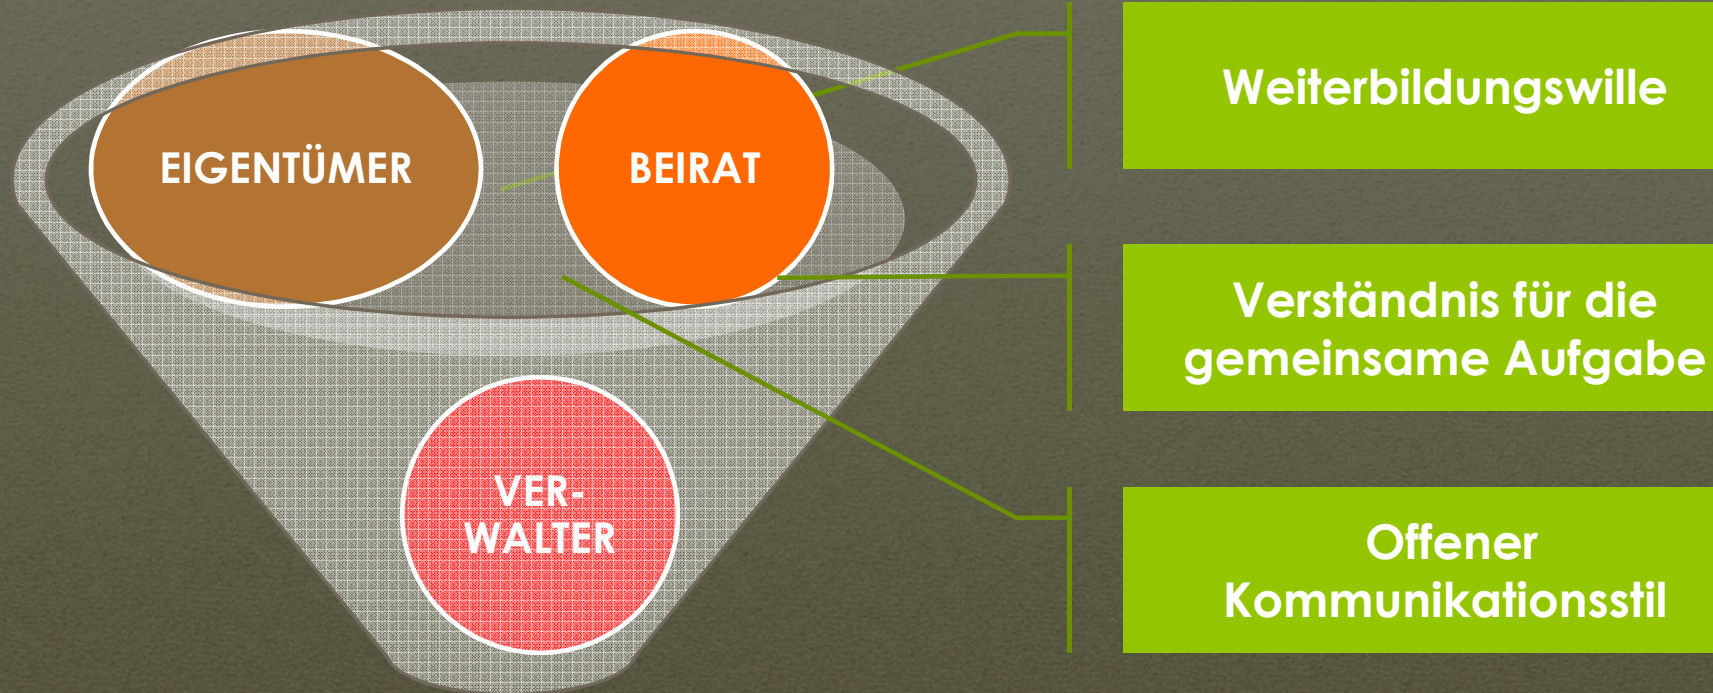 EIGENTÜMER
BEIRAT
VER-
WALTER
Weiterbildungswille
Verständnis für die
gemeinsame Aufgabe
Offener
Kommunikationsstil